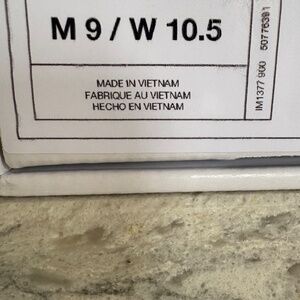 M 9 / W 10.5
MADE IN VIETNAM
FABRIQUE AU VIETNAM
HECHO EN VIETNAM
IM1377 900 50776391